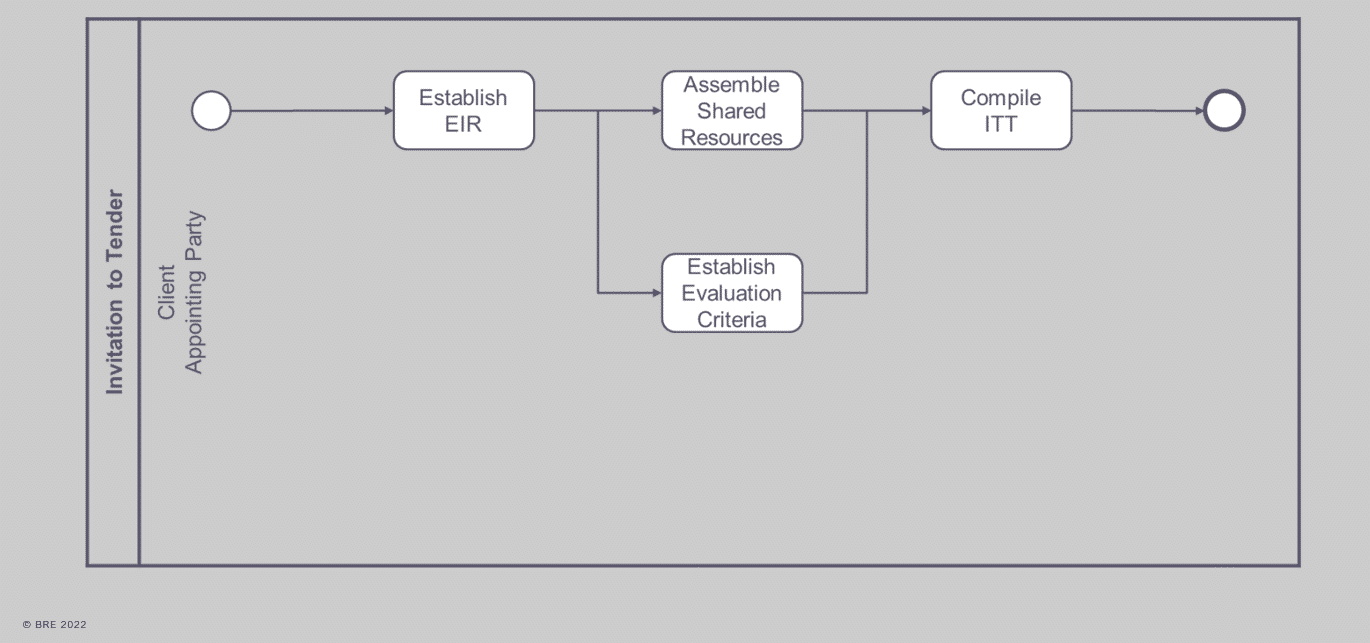 Invitation to Tender
Client
Appointing Party
Establish
EIR
Assemble
Shared
Resources
Compile
ITT
Establish
Evaluation
Criteria
© BRE 2022